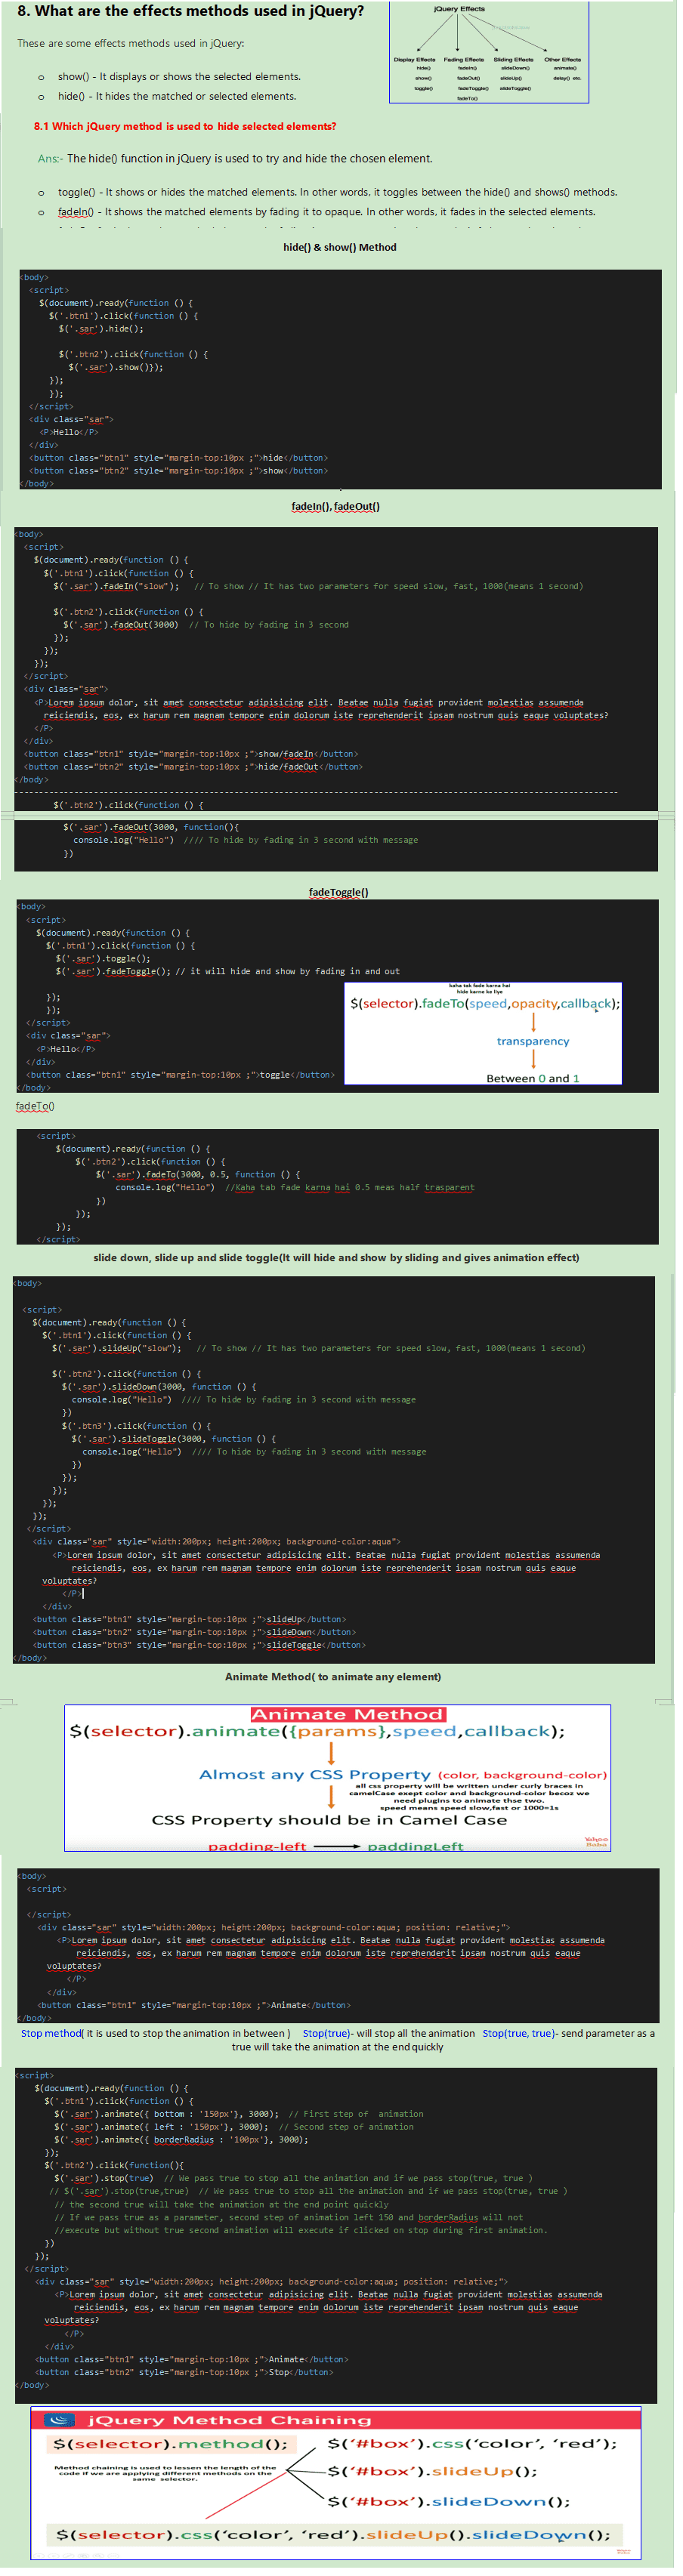 8. What are the effects methods used in jQuery?
jQuery Effects
These are some effects methods used in jQuery:
Display Effects Fading Effects Sliding Effects Other Effects
hide() fadeIn() slideDown() animate()
show() fadeOut() slideUp() delay() etc.
toggle() fadeToggle() slideToggle()
fadeTo()
o show() - It displays or shows the selected elements.
o hide() - It hides the matched or selected elements.
8.1 Which jQuery method is used to hide selected elements?
Ans:- The hide() function in jQuery is used to try and hide the chosen element.
o toggle() - It shows or hides the matched elements. In other words, it toggles between the hide() and shows() methods.
o fadeIn() - It shows the matched elements by fading it to opaque. In other words, it fades in the selected elements.
hide() & show() Method
<body>
<script>
$(document).ready(function () {
$('.btn1').click(function () {
$('.sar').hide();
$('.btn2').click(function () {
$('.sar').show()});
});
});
</script>
<div class="sar">
<P>Hello</P>
</div>
<button class="btn1" style="margin-top:10px ;">hide</button>
<button class="btn2" style="margin-top:10px ;">show</button>
</body>
fadeIn(), fadeOut()
<body>
<script>
$(document).ready(function () {
$('.btn1').click(function () {
$('.sar').fadeIn("slow"); // To show // It has two parameters for speed slow, fast, 1000(means 1 second)
$('.btn2').click(function () {
$('.sar').fadeOut(3000) // To hide by fading in 3 second
});
});
});
</script>
<div class="sar">
<P>Lorem ipsum dolor, sit amet consectetur adipisicing elit. Beatae nulla fugiat provident molestias assumenda
reiciendis, eos, ex harum rem magnam tempore enim dolorum iste reprehenderit ipsam nostrum quis eaque voluptates?
</P>
</div>
<button class="btn1" style="margin-top:10px ;">show/fadeIn</button>
<button class="btn2" style="margin-top:10px ;">hide/fadeOut</button>
</body>
$('.btn2').click(function () {
$('.sar').fadeOut(3000, function(){
console.log("Hello") //// To hide by fading in 3 second with message
})
fadeToggle()
<body>
<script>
$(document).ready(function () {
$('.btn1').click(function () {
$('.sar').toggle();
$('.sar').fadeToggle(); // it will hide and show by fading in and out
});
});
</script>
<div class="sar">
<P>Hello</P>
</div>
<button class="btn1" style="margin-top:10px ;">toggle</button>
</body>
kaha tak fade karna hai
hide karne ke liye
$(selector).fadeTo(speed,opacity,callback);
transparency
Between 0 and 1
fadeTo()
<script>
$(document).ready(function () {
$('.btn2').click(function () {
$('.sar').fadeTo(3000, 0.5, function () {
console.log("Hello") //Kaha tab fade karna hai 0.5 meas half trasparent
})
});
});
</script>
slide down, slide up and slide toggle(It will hide and show by sliding and gives animation effect)
<body>
<script>
$(document).ready(function () {
$('.btn1').click(function () {
$('.sar').slideUp("slow"); // To show // It has two parameters for speed slow, fast, 1000(means 1 second)
$('.btn2').click(function () {
$('.sar').slideDown(3000, function () {
console.log("Hello") //// To hide by fading in 3 second with message
})
$('.btn3').click(function () {
$('.sar').slideToggle(3000, function () {
console.log("Hello") //// To hide by fading in 3 second with message
})
});
});
});
});
</script>
<div class="sar" style="width:200px; height:200px; background-color:aqua">
<P>Lorem ipsum dolor, sit amet consectetur adipisicing elit. Beatae nulla fugiat provident molestias assumenda
reiciendis, eos, ex harum rem magnam tempore enim dolorum iste reprehenderit ipsam nostrum quis eaque
voluptates?
</P>
</div>
<button class="btn1" style="margin-top:10px ;">slideUp</button>
<button class="btn2" style="margin-top:10px ;">slideDown</button>
<button class="btn3" style="margin-top:10px ;">slideToggle</button>
</body>
Animate Method( to animate any element)
Animate Method
$(selector).animate({params},speed,callback);
Almost any CSS Property (color, background-color)
all css property will be written under curly braces in
camelCase exept color and background-color becoz we
need plugins to animate thse two.
speed means speed slow,fast or 1000=1s
CSS Property should be in Camel Case
padding-left paddingLeft
Yahoo
Baba
<body>
<script>
</script>
<div class="sar" style="width:200px; height:200px; background-color:aqua; position: relative;">
<P>Lorem ipsum dolor, sit amet consectetur adipisicing elit. Beatae nulla fugiat provident molestias assumenda
reiciendis, eos, ex harum rem magnam tempore enim dolorum iste reprehenderit ipsam nostrum quis eaque
voluptates?
</P>
</div>
<button class="btn1" style="margin-top:10px ;">Animate</button>
</body>
Stop method( it is used to stop the animation in between ) Stop(true)- will stop all the animation Stop(true, true)- send parameter as a
true will take the animation at the end quickly
<script>
$(document).ready(function () {
$('.btn1').click(function () {
$('.sar').animate({ bottom : '150px'}, 3000); // First step of animation
$('.sar').animate({ left : '150px'}, 3000); // Second step of animation
$('.sar').animate({ borderRadius : '100px'}, 3000);
});
$('.btn2').click(function(){
$('.sar').stop(true) // We pass true to stop all the animation and if we pass stop(true, true )
// $('.sar').stop(true,true) // We pass true to stop all the animation and if we pass stop(true, true )
// the second true will take the animation at the end point quickly
// If we pass true as a parameter, second step of animation left 150 and borderRadius will not
//execute but without true second animation will execute if clicked on stop during first animation.
})
});
</script>
<div class="sar" style="width:200px; height:200px; background-color:aqua; position: relative;">
<P>Lorem ipsum dolor, sit amet consectetur adipisicing elit. Beatae nulla fugiat provident molestias assumenda
reiciendis, eos, ex harum rem magnam tempore enim dolorum iste reprehenderit ipsam nostrum quis eaque
voluptates?
</P>
</div>
<button class="btn1" style="margin-top:10px ;">Animate</button>
<button class="btn2" style="margin-top:10px ;">Stop</button>
</body>
jQuery Method Chaining
$(selector).method();
$('#box').css('color', 'red');
Method chaining is used to lessen the length of the
code if we are applying different methods on the
same selector.
$('#box').slideUp();
$('#box').slideDown();
$(selector).css('color', 'red').slideUp().slideDown();